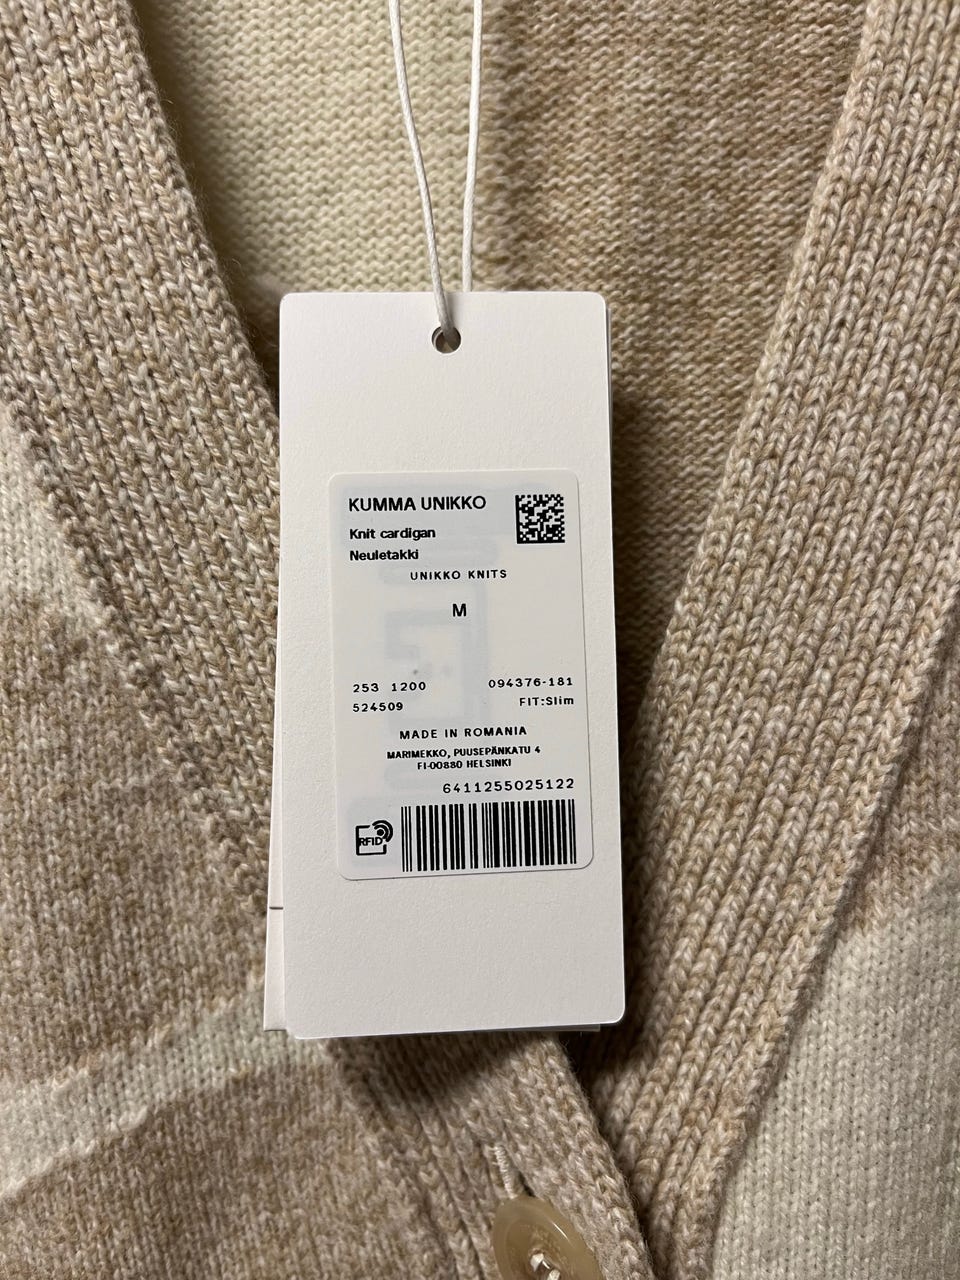 KUMMA UNIKKO
Knit cardigan
Neuletakki
UNIKKO KNITS
M
253 1200 094376-181
524509 FIT:Slim
MADE IN ROMANIA
MARIMEKKO, PUUSEPÄNKATU 4
FI-00880 HELSINKI
6411255025122
RFID